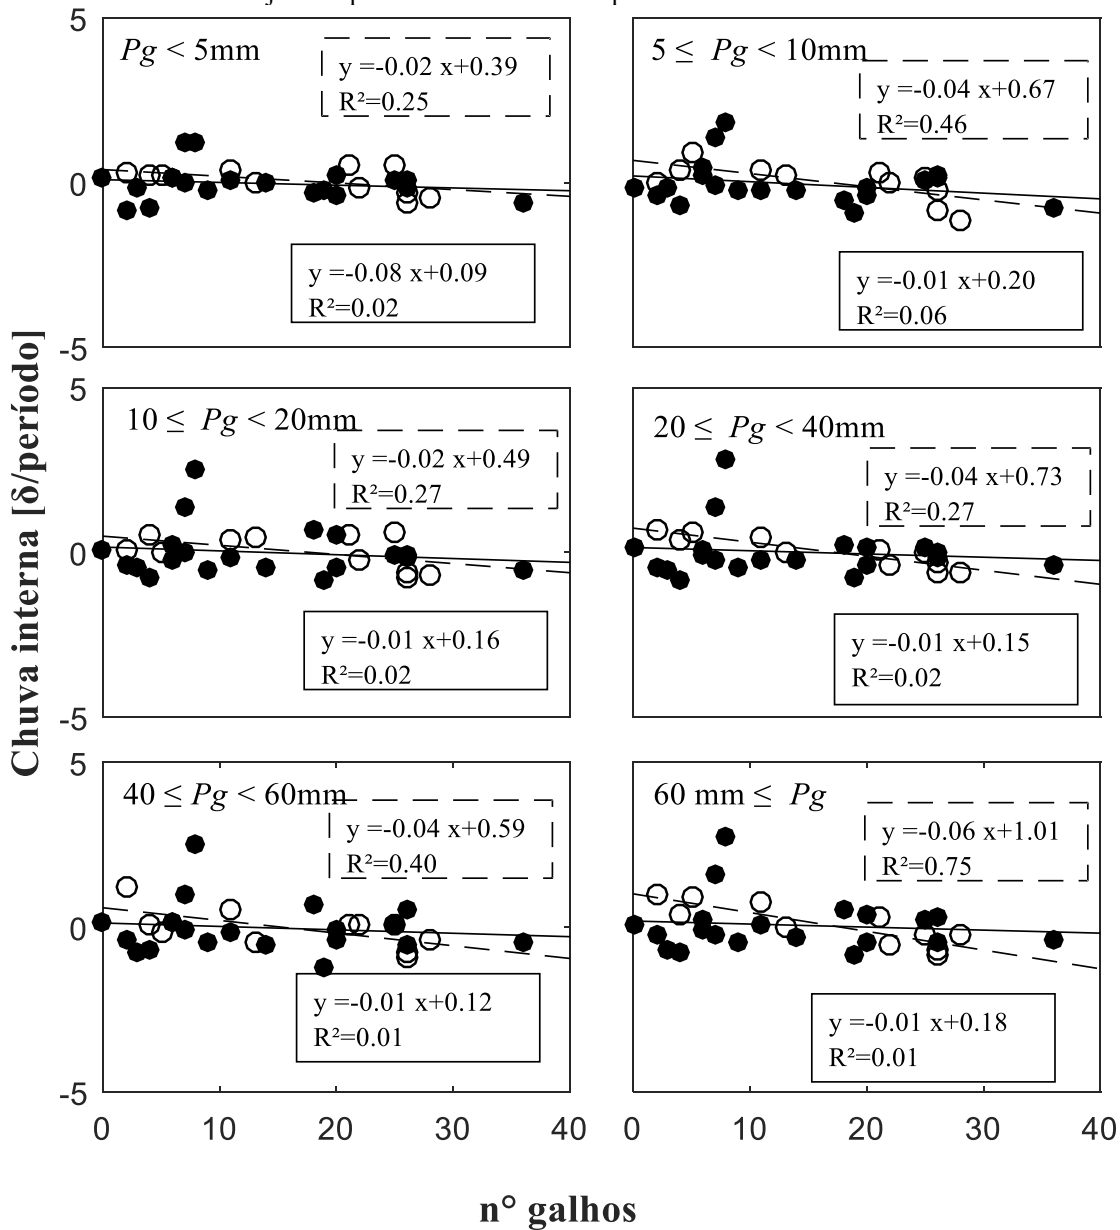 5
Pg < 5mm
y =-0.02 x+0.39
R²=0.25
0
y =-0.08 x+0.09
R²=0.02
-5
5 ≤ Pg < 10mm
y =-0.04 x+0.67
R²=0.46
y =-0.01 x+0.20
R²=0.06
5
10 ≤ Pg < 20mm
y =-0.02 x+0.49
R²=0.27
0
y =-0.01 x+0.16
R²=0.02
-5
20 ≤ Pg < 40mm
y =-0.04 x+0.73
R²=0.27
y =-0.01 x+0.15
R²=0.02
5
40 ≤ Pg < 60mm
y =-0.04 x+0.59
R²=0.40
0
y =-0.01 x+0.12
R²=0.01
-5
0 10 20 30 40
60 mm ≤ Pg
y =-0.06 x+1.01
R²=0.75
y =-0.01 x+0.18
R²=0.01
0 10 20 30 40
Chuva interna [δ/período]
n° galhos